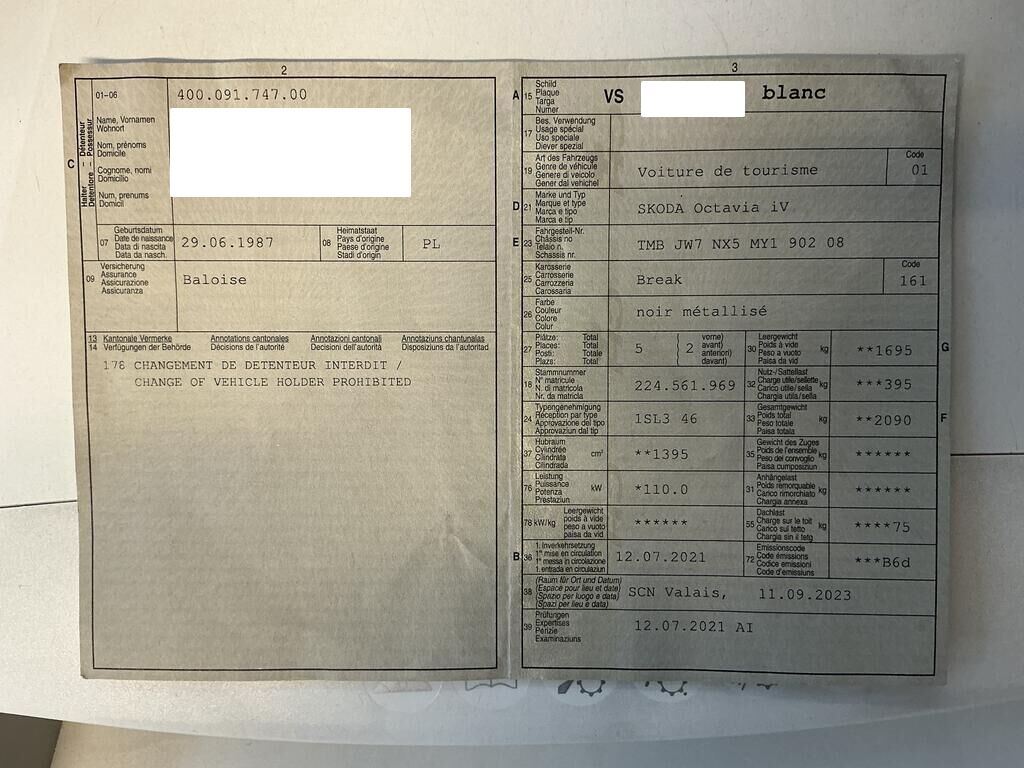 2
01-06
400.091.747.00
C
Halter – Détenteur
Detentore – Possessur
Name, Vornamen
Wohnort
Nom, prénoms
Domicile
Cognome, nomi
Domicilio
Num, prenums
Domicil
07
Geburtsdatum
Date de naissance
Data di nascita
Data da nasch.
29.06.1987
08
Heimatstaat
Pays d'origine
Paese d'origine
Stadi d'origin
PL
09
Versicherung
Assurance
Assicurazione
Assicuranza
Baloise
13 Kantonale Vermerke Annotations cantonales Annotazioni cantonali Annotaziuns chantunalas
14 Verfügungen der Behörde Décisions de l'autorité Decisioni dell'autorità Disposiziuns da l'autoritad
178 CHANGEMENT DE DETENTEUR INTERDIT /
CHANGE OF VEHICLE HOLDER PROHIBITED
3
A
15
Schild
Plaque
Targa
Numer
VS
blanc
17
Bes. Verwendung
Usage spécial
Uso speciale
Diever spezial
19
Art des Fahrzeugs
Genre de véhicule
Genere di veicolo
Gener dal vehichel
Voiture de tourisme
Code
01
D
21
Marke und Typ
Marque et type
Marca e tipo
Marca e tip
SKODA Octavia iV
E
23
Fahrgestell-Nr.
Châssis no
Telaio n.
Schassis nr.
TMB JW7 NX5 MY1 902 08
25
Karosserie
Carrosserie
Carrozzeria
Carossaria
Break
Code
161
26
Farbe
Couleur
Colore
Colur
noir métallisé
27
Plätze: Total
Places: Total
Posti: Totale
Plazs: Total
5
( 2
vorne)
avant)
anteriori)
davant)
30
Leergewicht
Poids à vide
Peso a vuoto
Paisa da vid
kg
**1695
G
18
Stammnummer
N° matricule
N. di matricola
Nr. da matricla
224.561.969
32
Nutz-/Sattellast
Charge utile/sellette
Carico utile/sella
Chargia utila/sella
kg
***395
24
Typengenehmigung
Réception par type
Approvazione del tipo
Approvaziun dal tip
1SL3 46
33
Gesamtgewicht
Poids total
Peso totale
Paisa totala
kg
**2090
F
37
Hubraum
Cylindrée
Cilindrata
Cilindrada
cm³
**1395
35
Gewicht des Zuges
Poids de l'ensemble
Peso del convoglio
Paisa cumposiziun
kg
******
76
Leistung
Puissance
Potenza
Prestaziun
kW
*110.0
31
Anhängelast
Poids remorquable
Carico rimorchiato
Chargia annexa
kg
******
78 kW/kg
Leergewicht
poids à vide
peso a vuoto
paisa da vid
******
55
Dachlast
Charge sur le toit
Carico sul tetto
Chargia sin il tetg
kg
****75
B
36
1. Inverkehrsetzung
1re mise en circulation
1a messa in circolazione
1. entrada en circulaziun
12.07.2021
72
Emissionscode
Code émissions
Codice emissioni
Code d'emissiuns
***B6d
38
(Raum für Ort und Datum)
(Espace pour lieu et date)
(Spazio per luogo e data)
(Spazi per lieu e data)
SCN Valais, 11.09.2023
39
Prüfungen
Expertises
Perizie
Examinaziuns
12.07.2021 AI